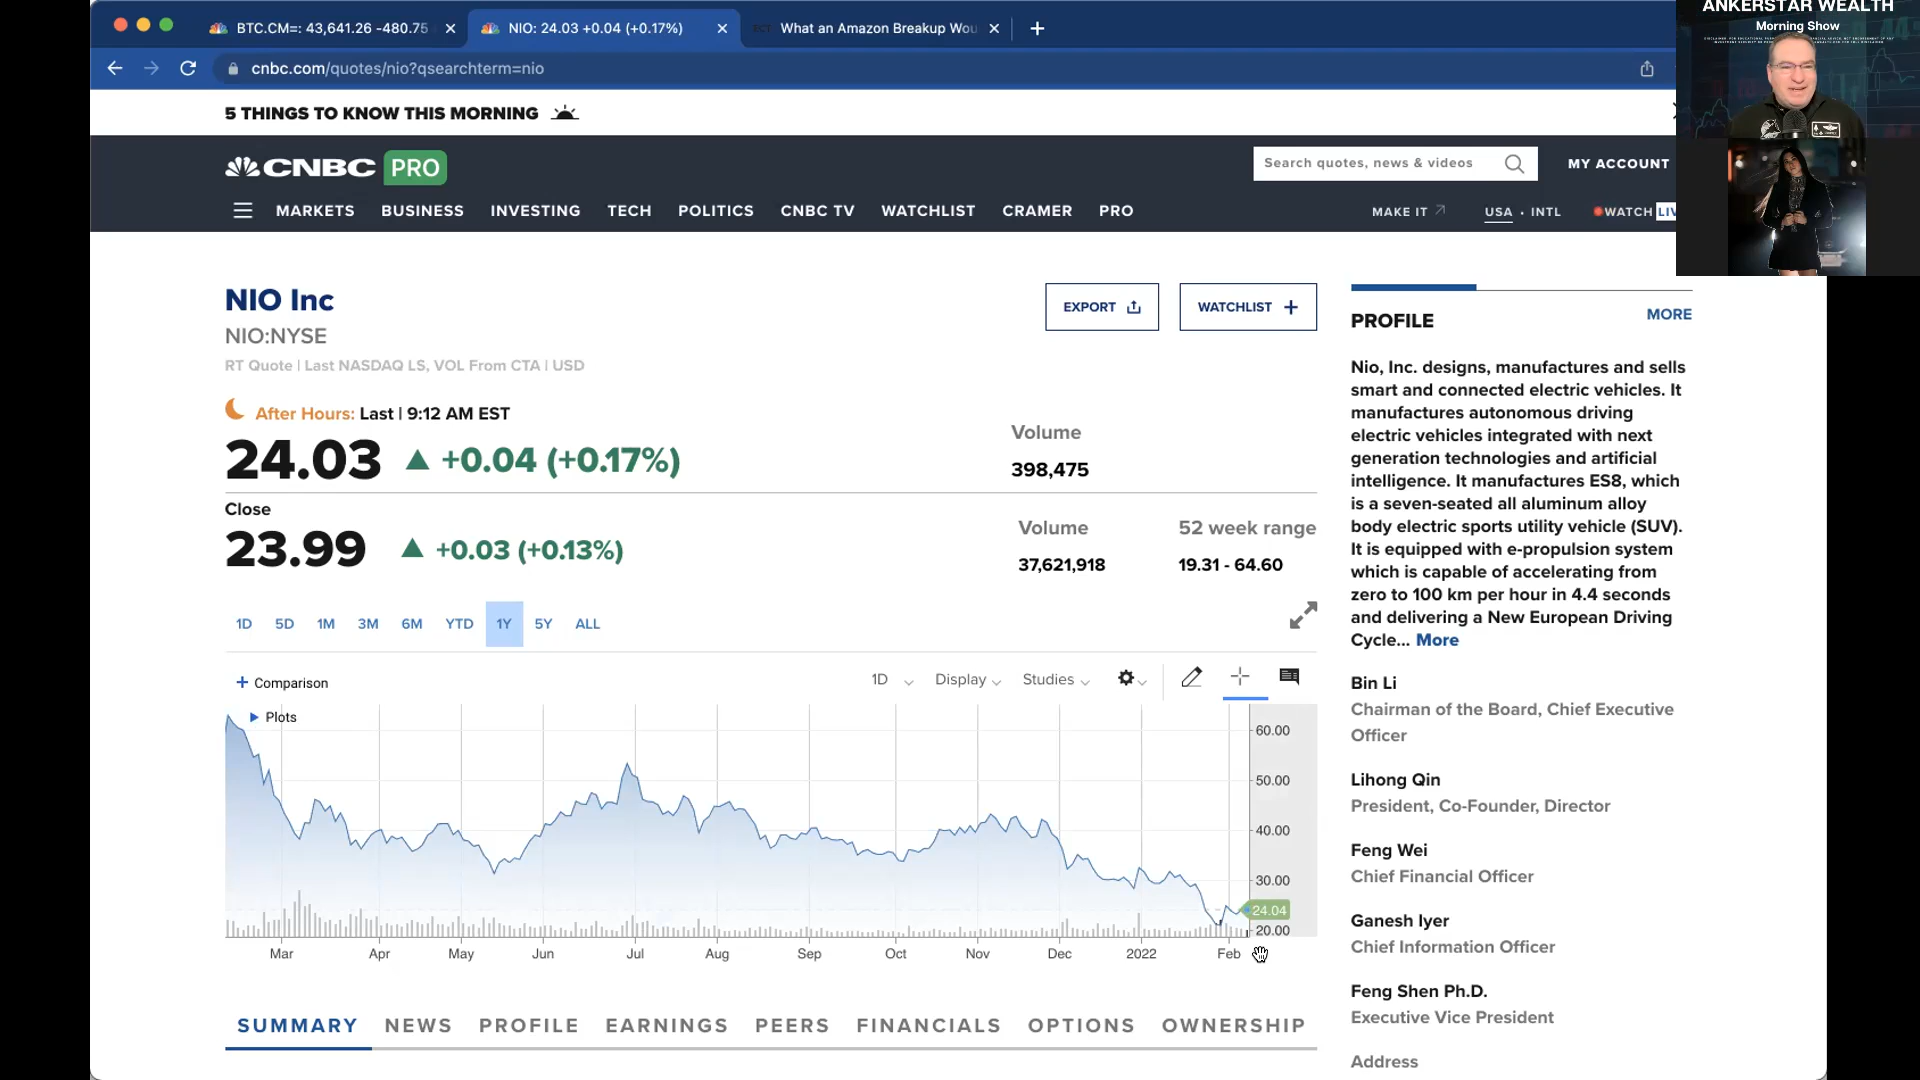 BTC.CM=: 43,641.26 -480.75
NIO: 24.03 +0.04 (+0.17%)
What an Amazon Breakup Wou
cnbc.com/quotes/nio?qsearchterm=nio
ANKERSTAR WEALTH
Morning Show
5 THINGS TO KNOW THIS MORNING
CNBC PRO
Search quotes, news & videos
MY ACCOUNT
MARKETS BUSINESS INVESTING TECH POLITICS CNBC TV WATCHLIST CRAMER PRO
MAKE IT USA · INTL WATCH LIV
NIO Inc
NIO:NYSE
RT Quote | Last NASDAQ LS, VOL From CTA | USD
EXPORT
WATCHLIST +
After Hours: Last | 9:12 AM EST
24.03 +0.04 (+0.17%)
Volume
398,475
Close
23.99 +0.03 (+0.13%)
Volume
37,621,918
52 week range
19.31 - 64.60
1D 5D 1M 3M 6M YTD 1Y 5Y ALL
+ Comparison
1D Display Studies
Plots
60.00
50.00
40.00
30.00
24.04
20.00
Mar Apr May Jun Jul Aug Sep Oct Nov Dec 2022 Feb
SUMMARY NEWS PROFILE EARNINGS PEERS FINANCIALS OPTIONS OWNERSHIP
PROFILE
MORE
Nio, Inc. designs, manufactures and sells
smart and connected electric vehicles. It
manufactures autonomous driving
electric vehicles integrated with next
generation technologies and artificial
intelligence. It manufactures ES8, which
is a seven-seated all aluminum alloy
body electric sports utility vehicle (SUV).
It is equipped with e-propulsion system
which is capable of accelerating from
zero to 100 km per hour in 4.4 seconds
and delivering a New European Driving
Cycle... More
Bin Li
Chairman of the Board, Chief Executive
Officer
Lihong Qin
President, Co-Founder, Director
Feng Wei
Chief Financial Officer
Ganesh Iyer
Chief Information Officer
Feng Shen Ph.D.
Executive Vice President
Address